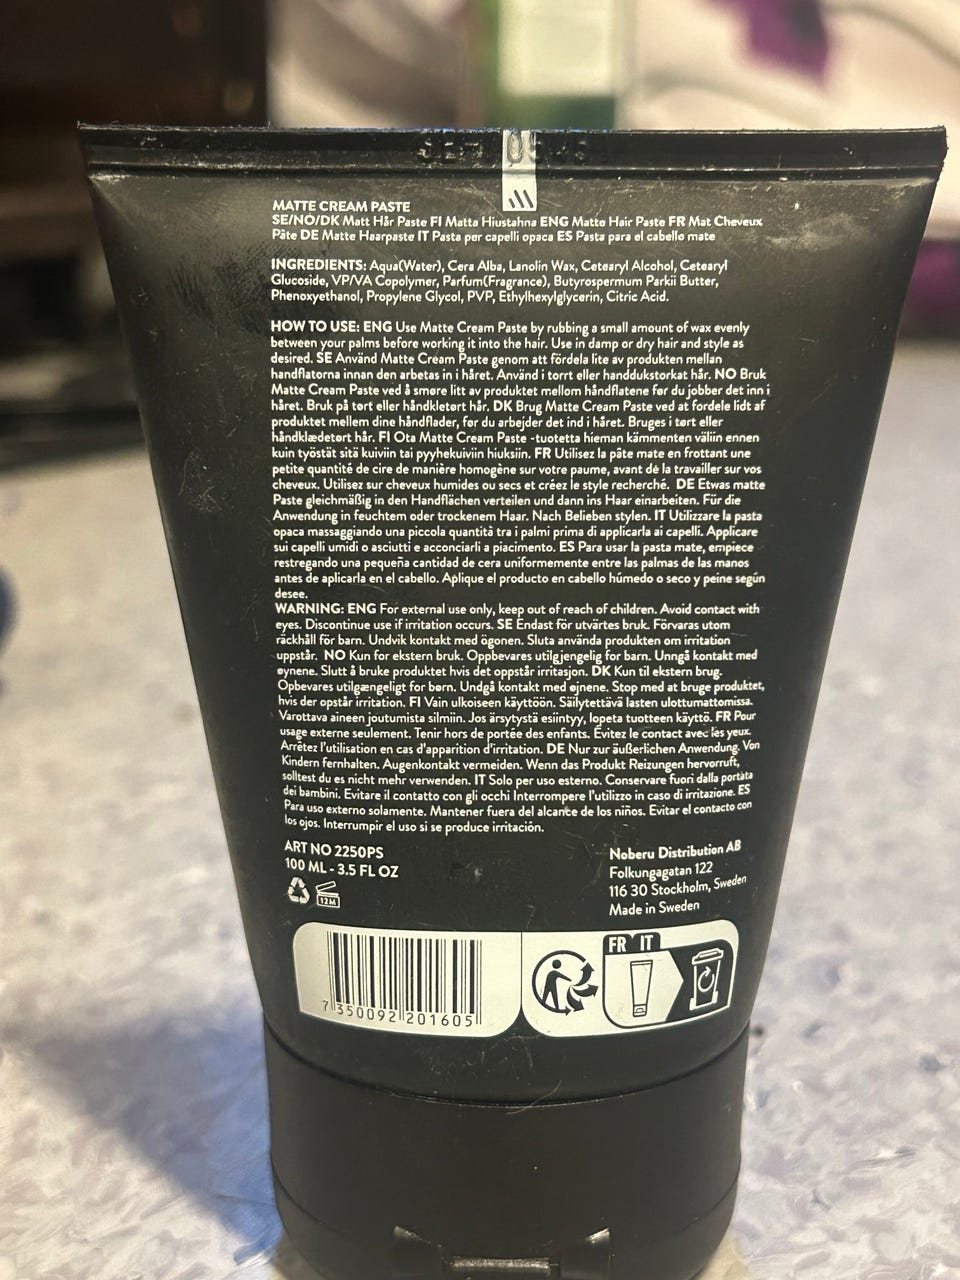 MATTE CREAM PASTE
SE/NO/DK Matt Hår Paste FI Matta Hiustahna ENG Matte Hair Paste FR Mat Cheveux
Pâte DE Matte Haarpaste IT Pasta per capelli opaca ES Pasta para el cabello mate
INGREDIENTS: Aqua(Water), Cera Alba, Lanolin Wax, Cetearyl Alcohol, Cetearyl
Glucoside, VP/VA Copolymer, Parfum(Fragrance), Butyrospermum Parkii Butter,
Phenoxyethanol, Propylene Glycol, PVP, Ethylhexylglycerin, Citric Acid.
HOW TO USE: ENG Use Matte Cream Paste by rubbing a small amount of wax evenly
between your palms before working it into the hair. Use in damp or dry hair and style as
desired. SE Använd Matte Cream Paste genom att fördela lite av produkten mellan
handflatorna innan den arbetas in i håret. Använd i torrt eller handdukstorkat hår. NO Bruk
Matte Cream Paste ved å smøre litt av produktet mellom håndflatene før du jobber det inn i
håret. Bruk på tørt eller håndkletørt hår. DK Brug Matte Cream Paste ved at fordele lidt af
produktet mellem dine håndflader, før du arbejder det ind i håret. Bruges i tørt eller
håndklædetørt hår. FI Ota Matte Cream Paste -tuotetta hieman kämmenten väliin ennen
kuin työstät sitä kuiviin tai pyyhekuiviin hiuksiin. FR Utilisez la pâte mate en frottant une
petite quantité de cire de manière homogène sur votre paume, avant de la travailler sur vos
cheveux. Utilisez sur cheveux humides ou secs et créez le style recherché. DE Etwas matte
Paste gleichmäßig in den Handflächen verteilen und dann ins Haar einarbeiten. Für die
Anwendung in feuchtem oder trockenem Haar. Nach Belieben stylen. IT Utilizzare la pasta
opaca massaggiando una piccola quantità tra i palmi prima di applicarla ai capelli. Applicare
sui capelli umidi o asciutti e acconciarli a piacimento. ES Para usar la pasta mate, empiece
restregando una pequeña cantidad de cera uniformemente entre las palmas de las manos
antes de aplicarla en el cabello. Aplique el producto en cabello húmedo o seco y peine según
desee.
WARNING: ENG For external use only, keep out of reach of children. Avoid contact with
eyes. Discontinue use if irritation occurs. SE Endast för utvärtes bruk. Förvaras utom
räckhåll för barn. Undvik kontakt med ögonen. Sluta använda produkten om irritation
uppstår. NO Kun for ekstern bruk. Oppbevares utilgjengelig for barn. Unngå kontakt med
øynene. Slutt å bruke produktet hvis det oppstår irritasjon. DK Kun til ekstern brug.
Opbevares utilgængeligt for børn. Undgå kontakt med øjnene. Stop med at bruge produktet,
hvis der opstår irritation. FI Vain ulkoiseen käyttöön. Säilytettävä lasten ulottumattomissa.
Varottava aineen joutumista silmiin. Jos ärsytystä esiintyy, lopeta tuotteen käyttö. FR Pour
usage externe seulement. Tenir hors de portée des enfants. Évitez le contact avec les yeux.
Arrêtez l'utilisation en cas d'apparition d'irritation. DE Nur zur äußerlichen Anwendung. Von
Kindern fernhalten. Augenkontakt vermeiden. Wenn das Produkt Reizungen hervorruft,
solltest du es nicht mehr verwenden. IT Solo per uso esterno. Conservare fuori dalla portata
dei bambini. Evitare il contatto con gli occhi Interrompere l'utilizzo in caso di irritazione. ES
Para uso externo solamente. Mantener fuera del alcance de los niños. Evitar el contacto con
los ojos. Interrumpir el uso si se produce irritación.
ART NO 2250PS
100 ML - 3.5 FL OZ
12M
Noberu Distribution AB
Folkungagatan 122
116 30 Stockholm, Sweden
Made in Sweden
FR IT
7 350092 201605